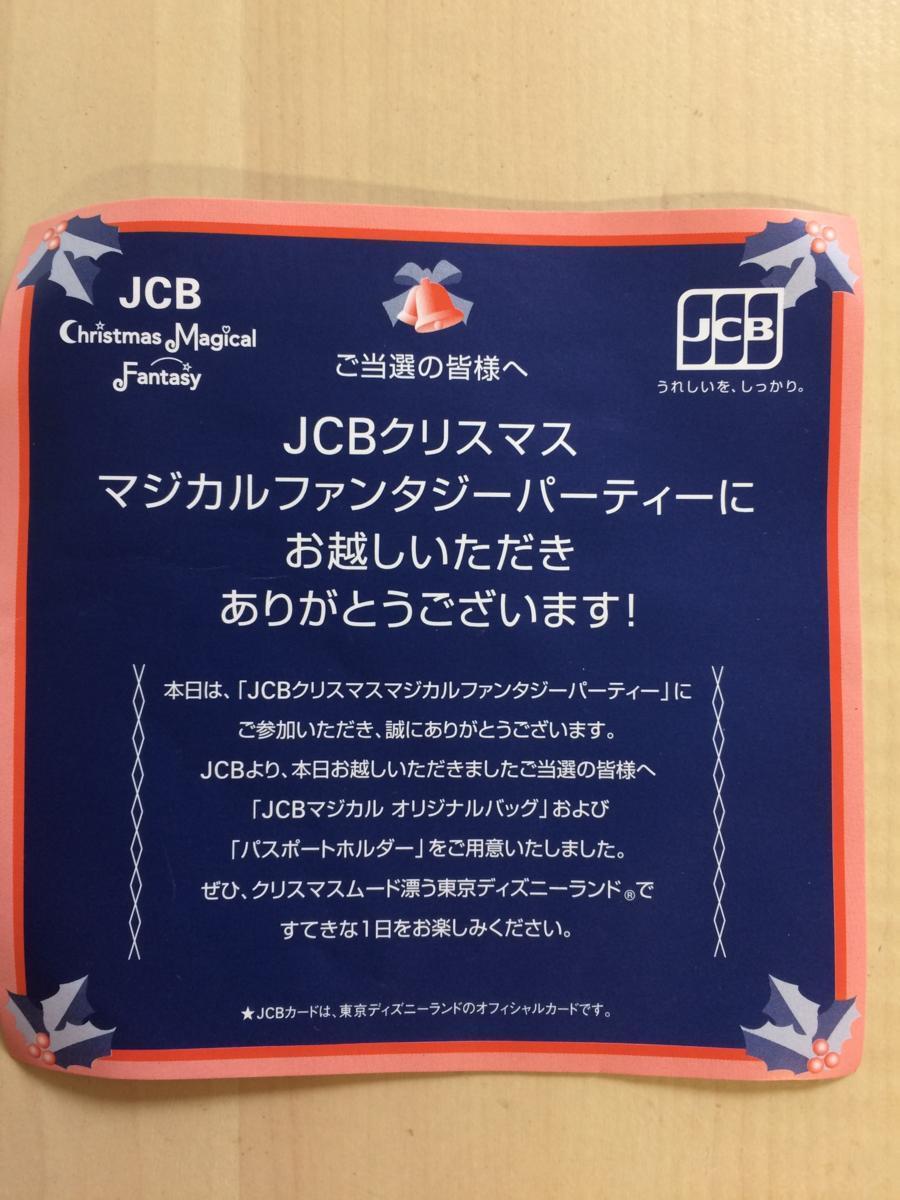 JCB
Christmas Magical
Fantasy
JCB
うれしいを、しっかり。
ご当選の皆様へ
JCBクリスマス
マジカルファンタジーパーティーに
お越しいただき
ありがとうございます!
本日は、「JCBクリスマスマジカルファンタジーパーティー」に
ご参加いただき、誠にありがとうございます。
JCBより、本日お越しいただきましたご当選の皆様へ
「JCBマジカル オリジナルバッグ」および
「パスポートホルダー」をご用意いたしました。
ぜひ、クリスマスムード漂う東京ディズニーランド®で
すてきな1日をお楽しみください。
★JCBカードは、東京ディズニーランドのオフィシャルカードです。